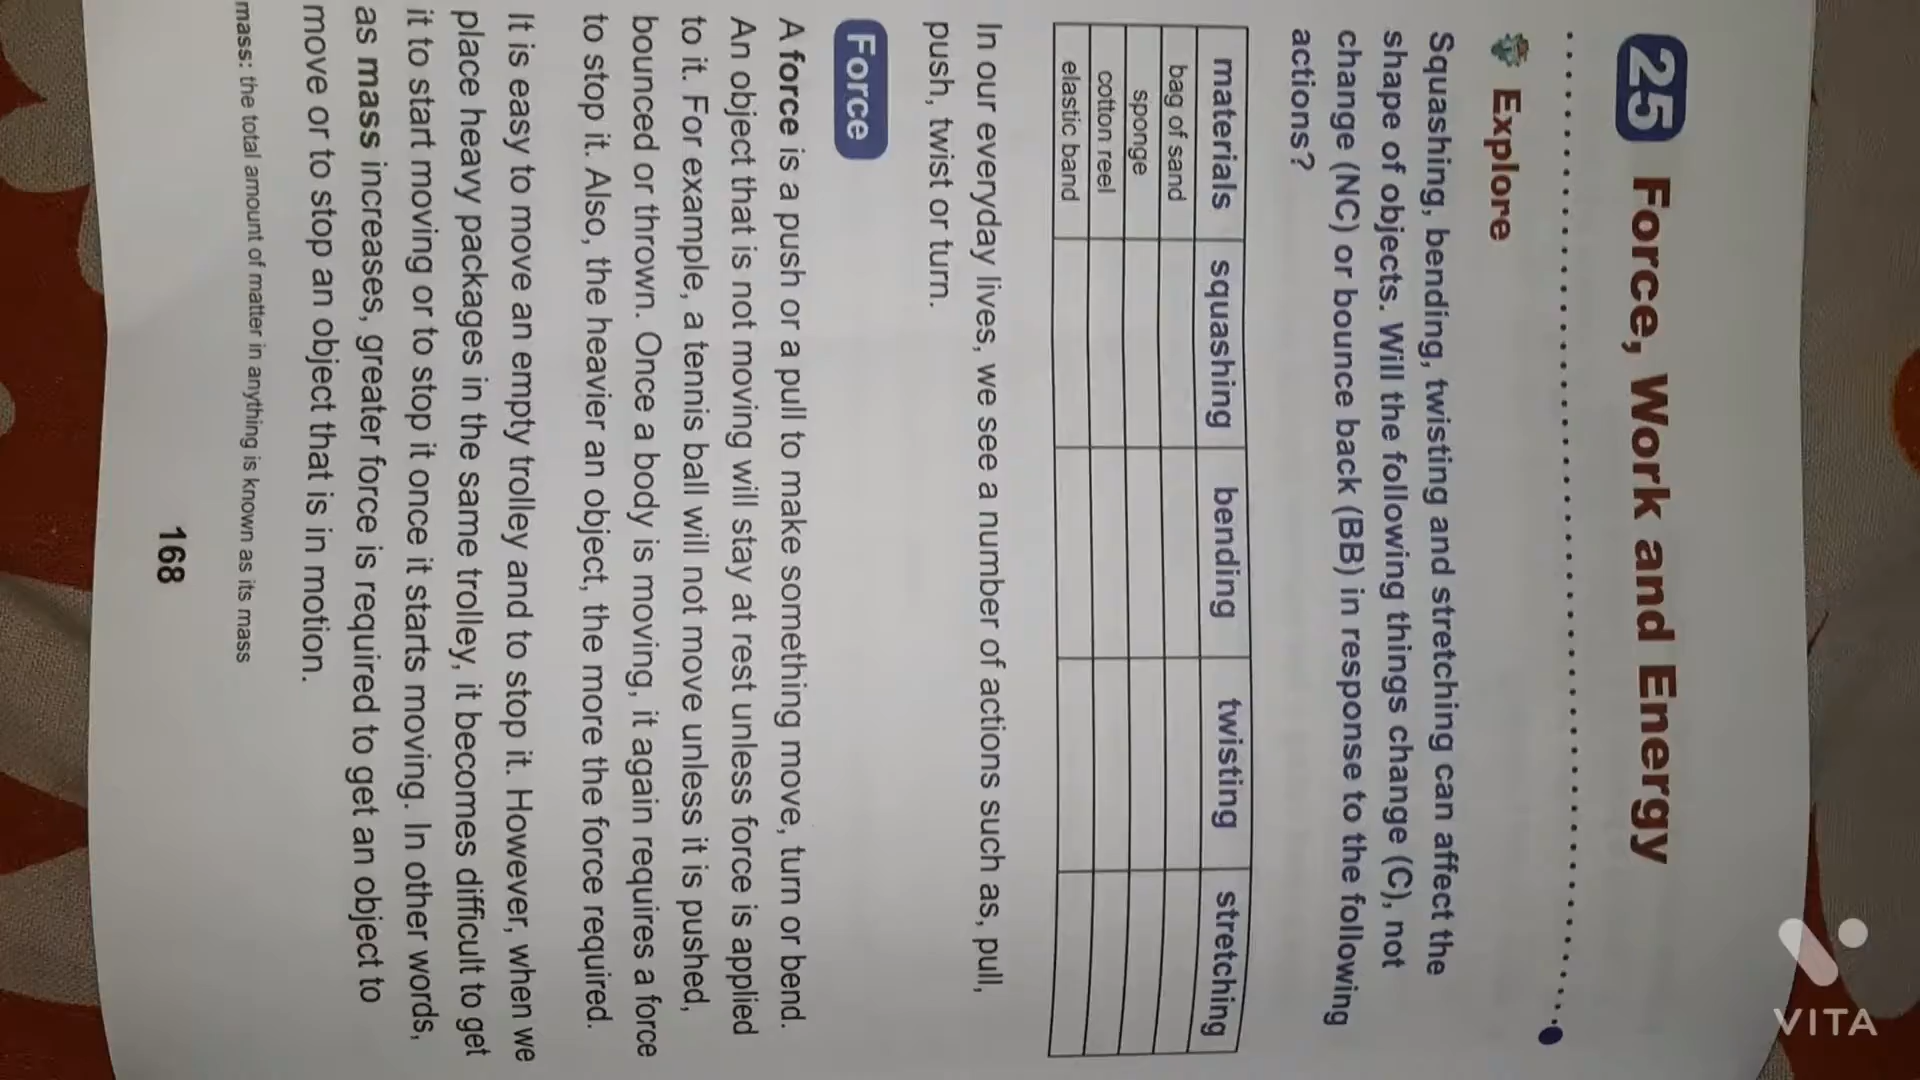 25 Force, Work and Energy
Explore
Squashing, bending, twisting and stretching can affect the
shape of objects. Will the following things change (C), not
change (NC) or bounce back (BB) in response to the following
actions?
materials squashing bending twisting stretching
bag of sand
sponge
cotton reel
elastic band
In our everyday lives, we see a number of actions such as, pull,
push, twist or turn.
Force
A force is a push or a pull to make something move, turn or bend.
An object that is not moving will stay at rest unless force is applied
to it. For example, a tennis ball will not move unless it is pushed,
bounced or thrown. Once a body is moving, it again requires a force
to stop it. Also, the heavier an object, the more the force required.
It is easy to move an empty trolley and to stop it. However, when we
place heavy packages in the same trolley, it becomes difficult to get
it to start moving or to stop it once it starts moving. In other words,
as mass increases, greater force is required to get an object to
move or to stop an object that is in motion.
mass: the total amount of matter in anything is known as its mass
168
VITA